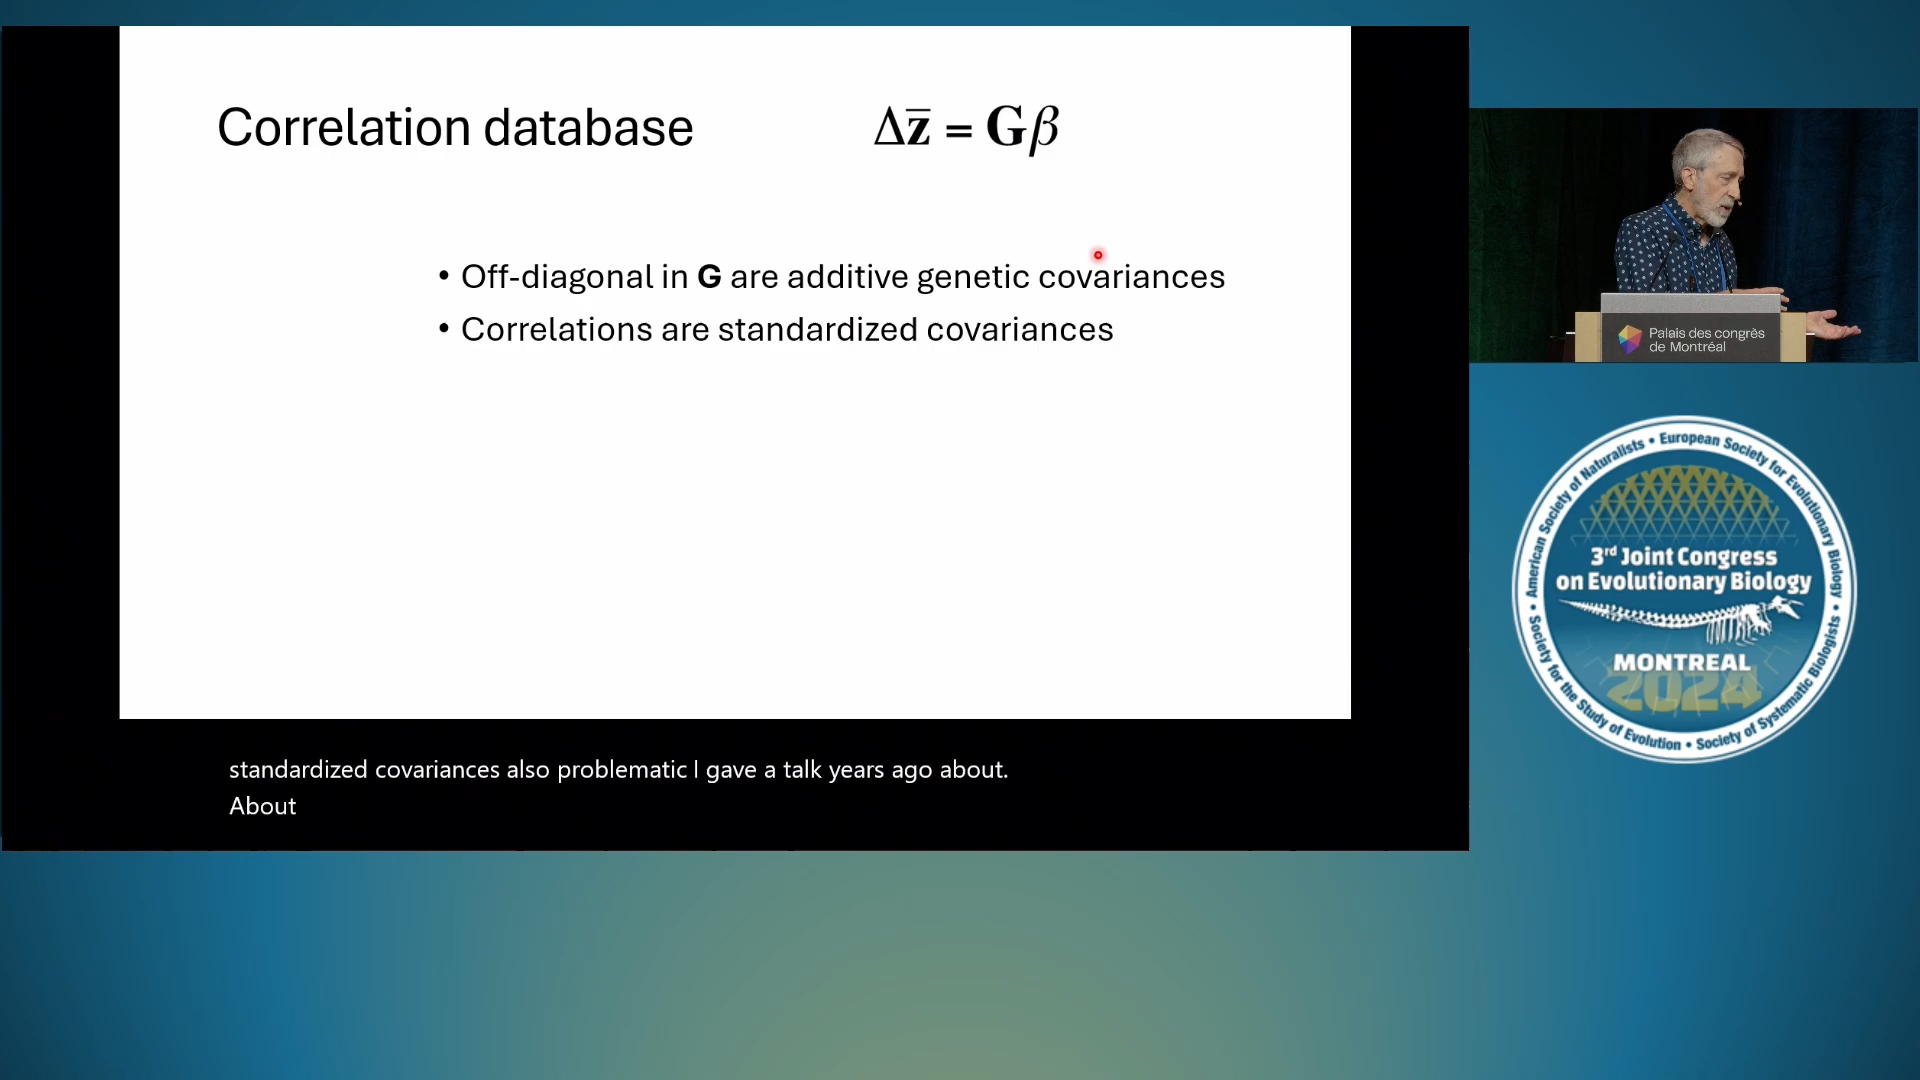 Correlation database
Δz̅ = Gβ
• Off-diagonal in G are additive genetic covariances
• Correlations are standardized covariances
standardized covariances also problematic I gave a talk years ago about.
About
Palais des congrès
de Montréal
American Society of Naturalists • European Society for Evolutionary Biology •
Society for the Study of Evolution • Society of Systematic Biologists •
3rd Joint Congress
on Evolutionary Biology
MONTREAL
2024